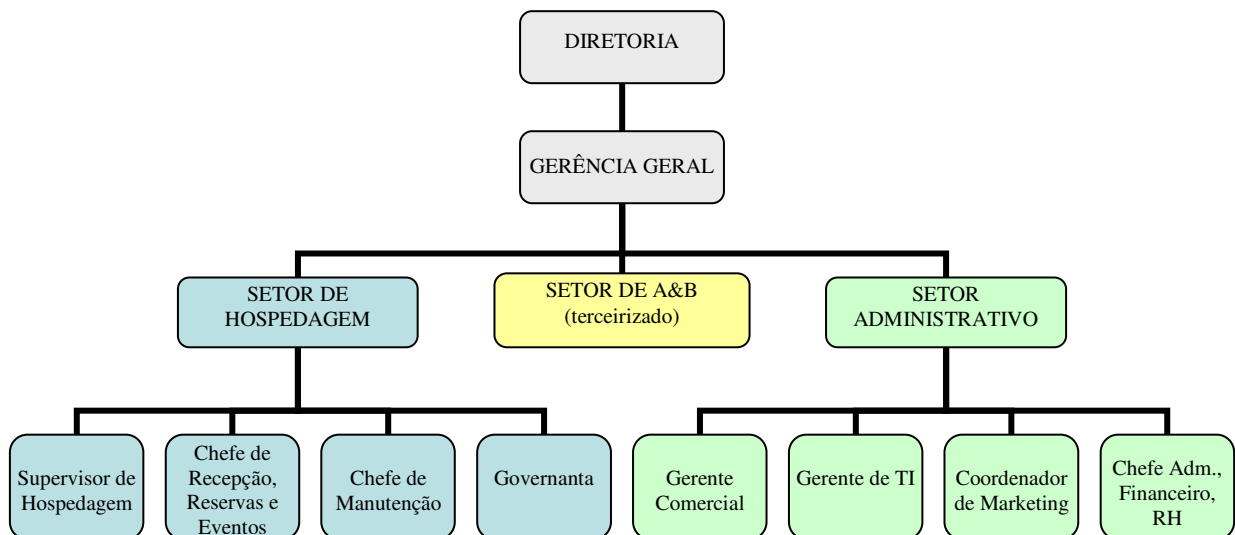 DIRETORIA
GERÊNCIA GERAL
SETOR DE
HOSPEDAGEM
SETOR DE A&B
(terceirizado)
SETOR
ADMINISTRATIVO
Supervisor de
Hospedagem
Chefe de
Recepção,
Reservas e
Eventos
Chefe de
Manutenção
Governanta
Gerente
Comercial
Gerente de TI
Coordenador
de Marketing
Chefe Adm.,
Financeiro,
RH